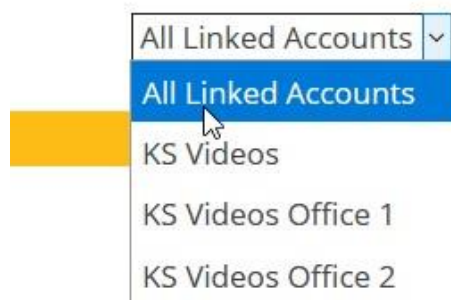 All Linked Accounts
All Linked Accounts
KS Videos
KS Videos Office 1
KS Videos Office 2